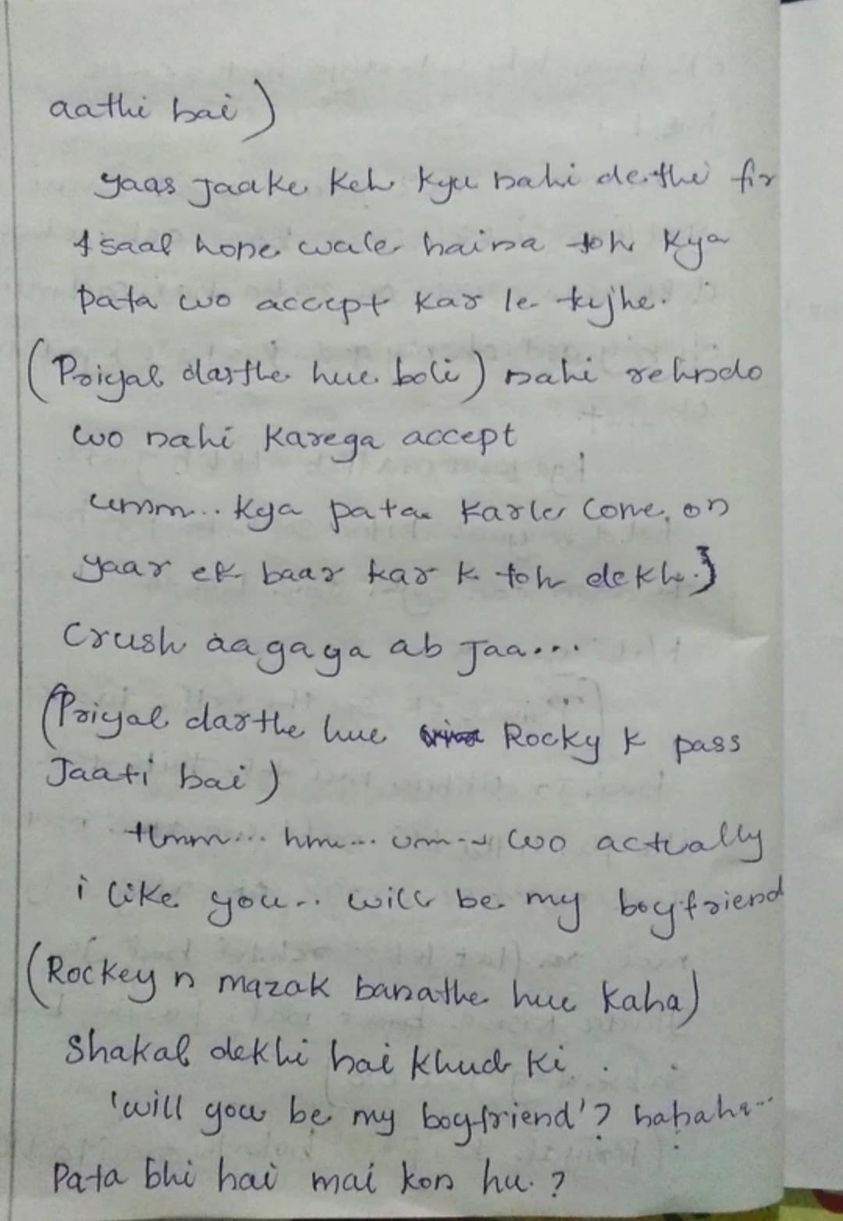 aathi hai)
yaas jaake keh kyu nahi dethi fir
1 saal hone wale haina toh kya
pata wo accept kar le tujhe.
(Priyal darthe hue boli) nahi rehndo
wo nahi karega accept
umm.. kya pata karle come on
yaar ek baar kar k toh dekh.}
Crush aagaya ab jaa...
(Priyal darthe hue Rocky k pass
Jaati hai)
Hmm... hm... um... wo actually
i like you.. will be my boyfriend
(Rockey n mazak banathe hue kaha)
Shakal dekhi hai khud ki.
'will you be my boyfriend'? hahaha...
Pata bhi hai mai kon hu.?